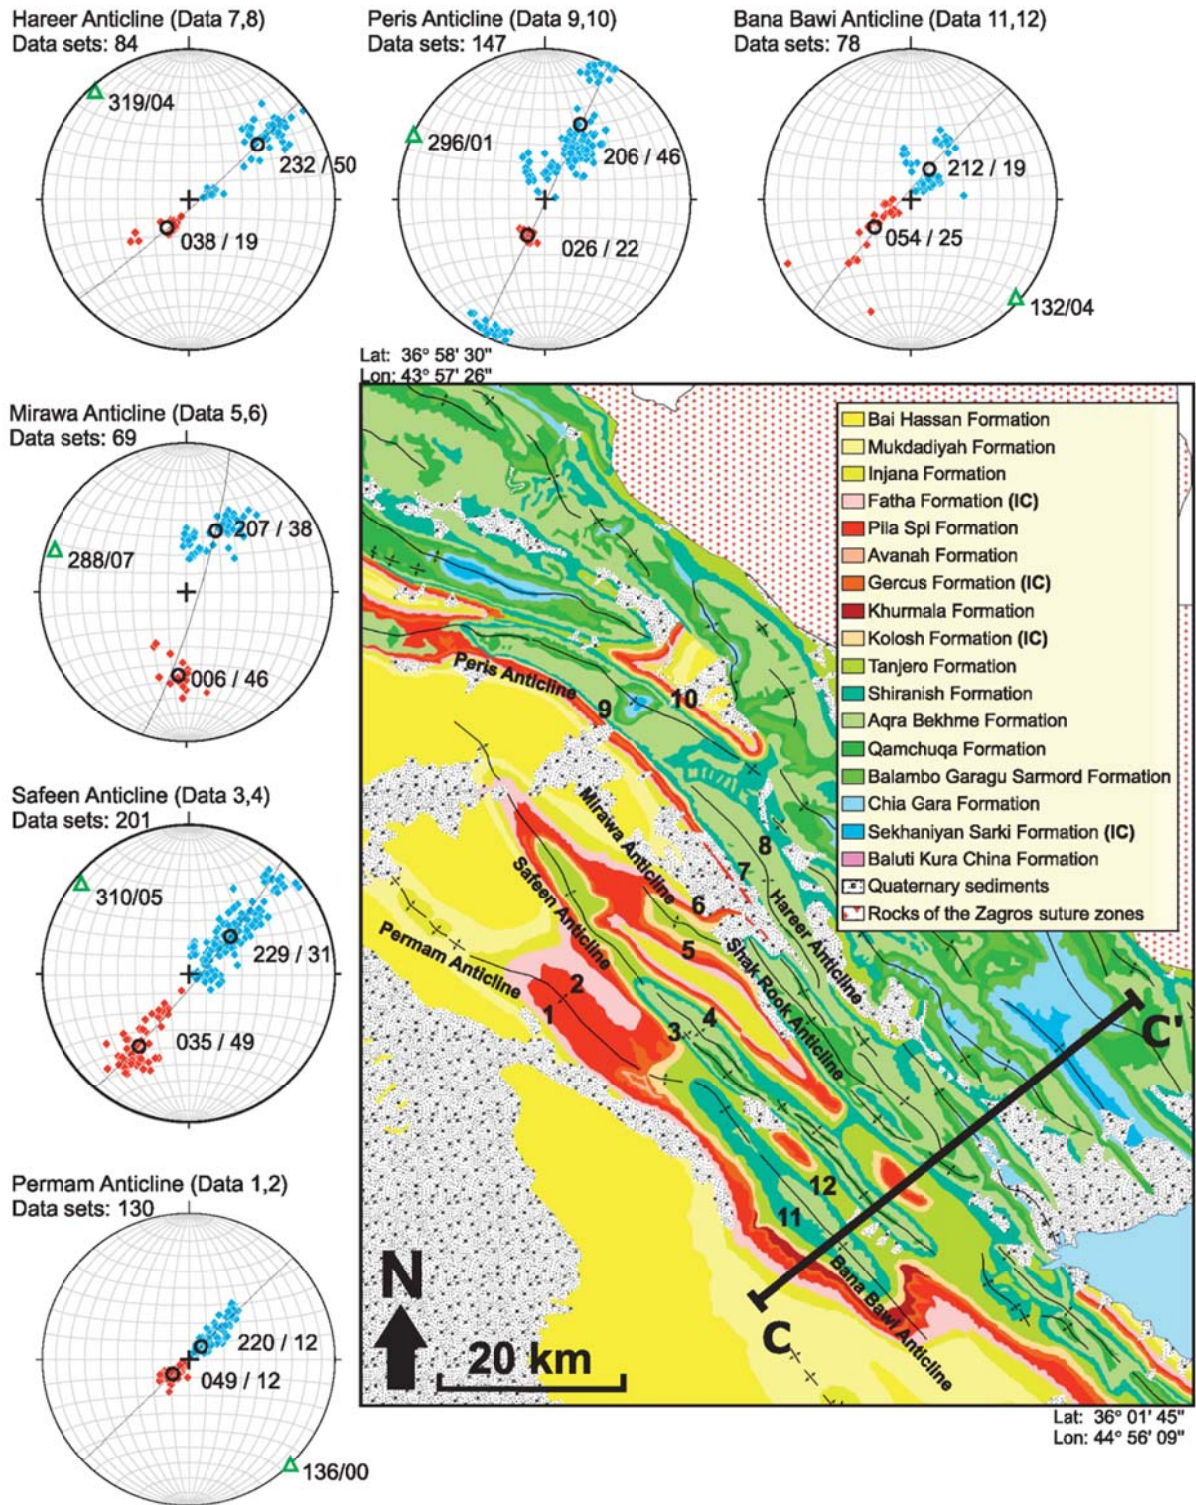 Hareer Anticline (Data 7,8)
Data sets: 84
319/04
232 / 50
038 / 19
Peris Anticline (Data 9,10)
Data sets: 147
296/01
206 / 46
026 / 22
Bana Bawi Anticline (Data 11,12)
Data sets: 78
212 / 19
054 / 25
132/04
Mirawa Anticline (Data 5,6)
Data sets: 69
288/07
207 / 38
006 / 46
Safeen Anticline (Data 3,4)
Data sets: 201
310/05
229 / 31
035 / 49
Permam Anticline (Data 1,2)
Data sets: 130
220 / 12
049 / 12
136/00
Lat: 36° 58' 30"
Lon: 43° 57' 26"
Bai Hassan Formation
Mukdadiyah Formation
Injana Formation
Fatha Formation (IC)
Pila Spi Formation
Avanah Formation
Gercus Formation (IC)
Khurmala Formation
Kolosh Formation (IC)
Tanjero Formation
Shiranish Formation
Aqra Bekhme Formation
Qamchuqa Formation
Balambo Garagu Sarmord Formation
Chia Gara Formation
Sekhaniyan Sarki Formation (IC)
Baluti Kura China Formation
Quaternary sediments
Rocks of the Zagros suture zones
Peris Anticline
9
10
Mirawa Anticline
8
7
Hareer Anticline
Safeen Anticline
6
5
Shak Rook Anticline
Permam Anticline
2
1
3
4
12
11
Bana Bawi Anticline
C
C'
N
20 km
Lat: 36° 01' 45"
Lon: 44° 56' 09"